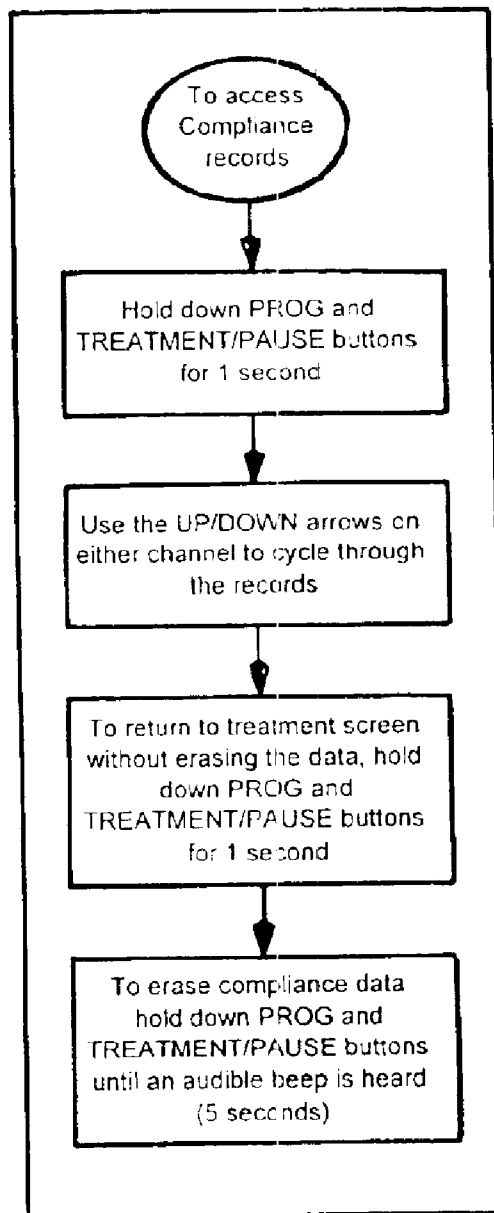 To access
Compliance
records
Hold down PROG and
TREATMENT/PAUSE buttons
for 1 second
Use the UP/DOWN arrows on
either channel to cycle through
the records
To return to treatment screen
without erasing the data, hold
down PROG and
TREATMENT/PAUSE buttons
for 1 second
To erase compliance data
hold down PROG and
TREATMENT/PAUSE buttons
until an audible beep is heard
(5 seconds)